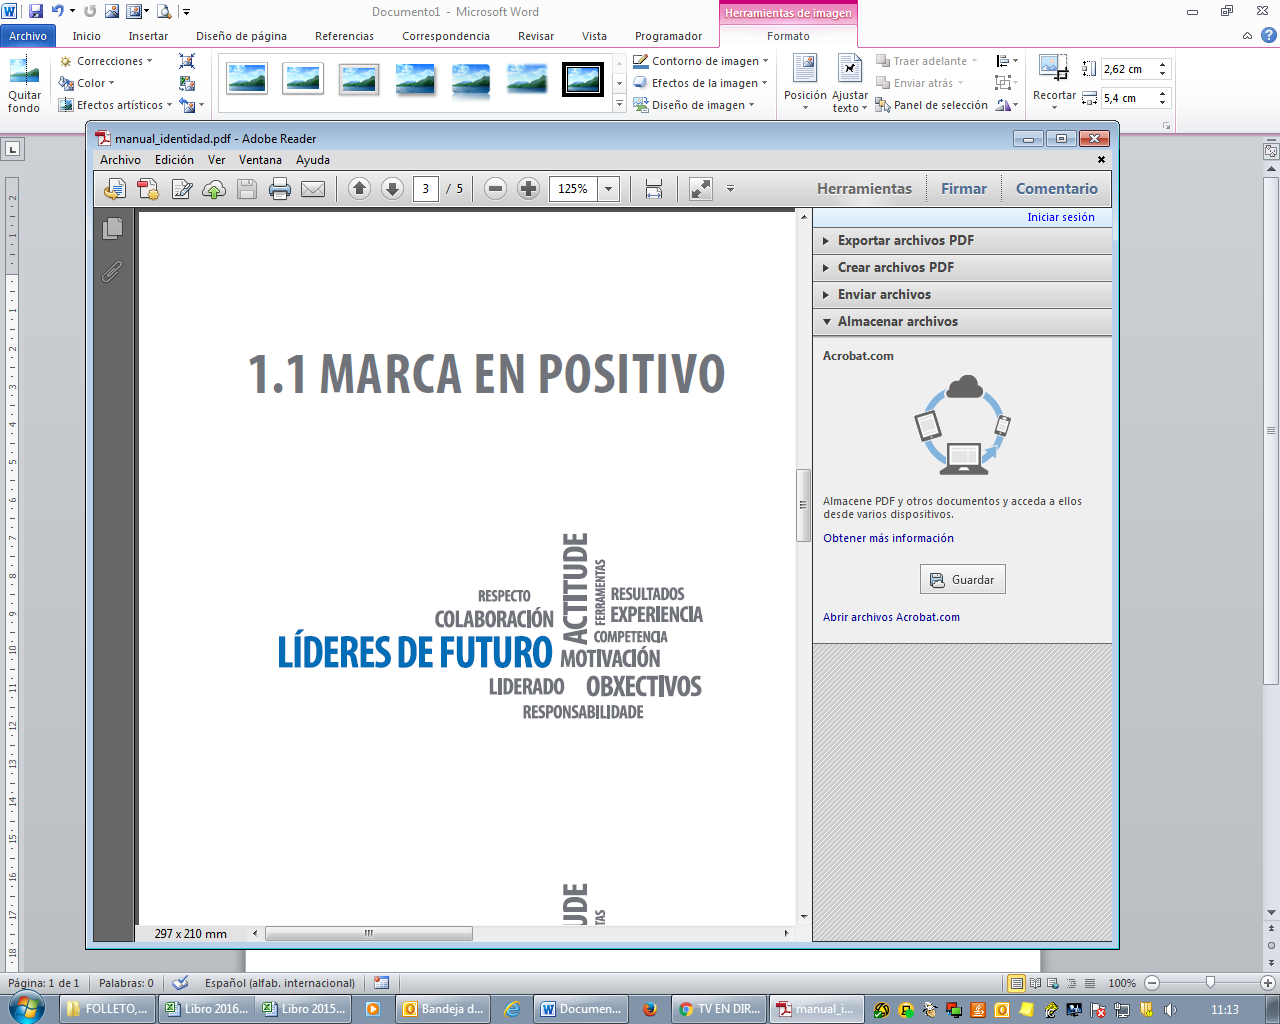 Documento1 - Microsoft Word
Herramientas de imagen
Archivo Inicio Insertar Diseño de página Referencias Correspondencia Revisar Vista Programador Formato
Quitar fondo
Correcciones
Color
Efectos artísticos
Contorno de imagen
Efectos de la imagen
Diseño de imagen
Posición
Ajustar texto
Traer adelante
Enviar atrás
Panel de selección
Recortar
2,62 cm
5,4 cm
manual_identidad.pdf - Adobe Reader
Archivo Edición Ver Ventana Ayuda
3 / 5 125%
Herramientas Firmar Comentario
Iniciar sesión
Exportar archivos PDF
Crear archivos PDF
Enviar archivos
Almacenar archivos
Acrobat.com
Almacene PDF y otros documentos y acceda a ellos
desde varios dispositivos.
Obtener más información
Guardar
Abrir archivos Acrobat.com
1.1 MARCA EN POSITIVO
ACTITUDE
FERRAMENTAS
RESPECTO
RESULTADOS
COLABORACIÓN
EXPERIENCIA
COMPETENCIA
LÍDERES DE FUTURO
MOTIVACIÓN
LIDERADO
OBXECTIVOS
RESPONSABILIDADE
UDE
TAS
297 x 210 mm
Página: 1 de 1 Palabras: 0 Español (alfab. internacional) 100%
FOLLETO,... Libro 2016... Libro 2015... Bandeja d... Documen... TV EN DIR... manual_i... 11:13